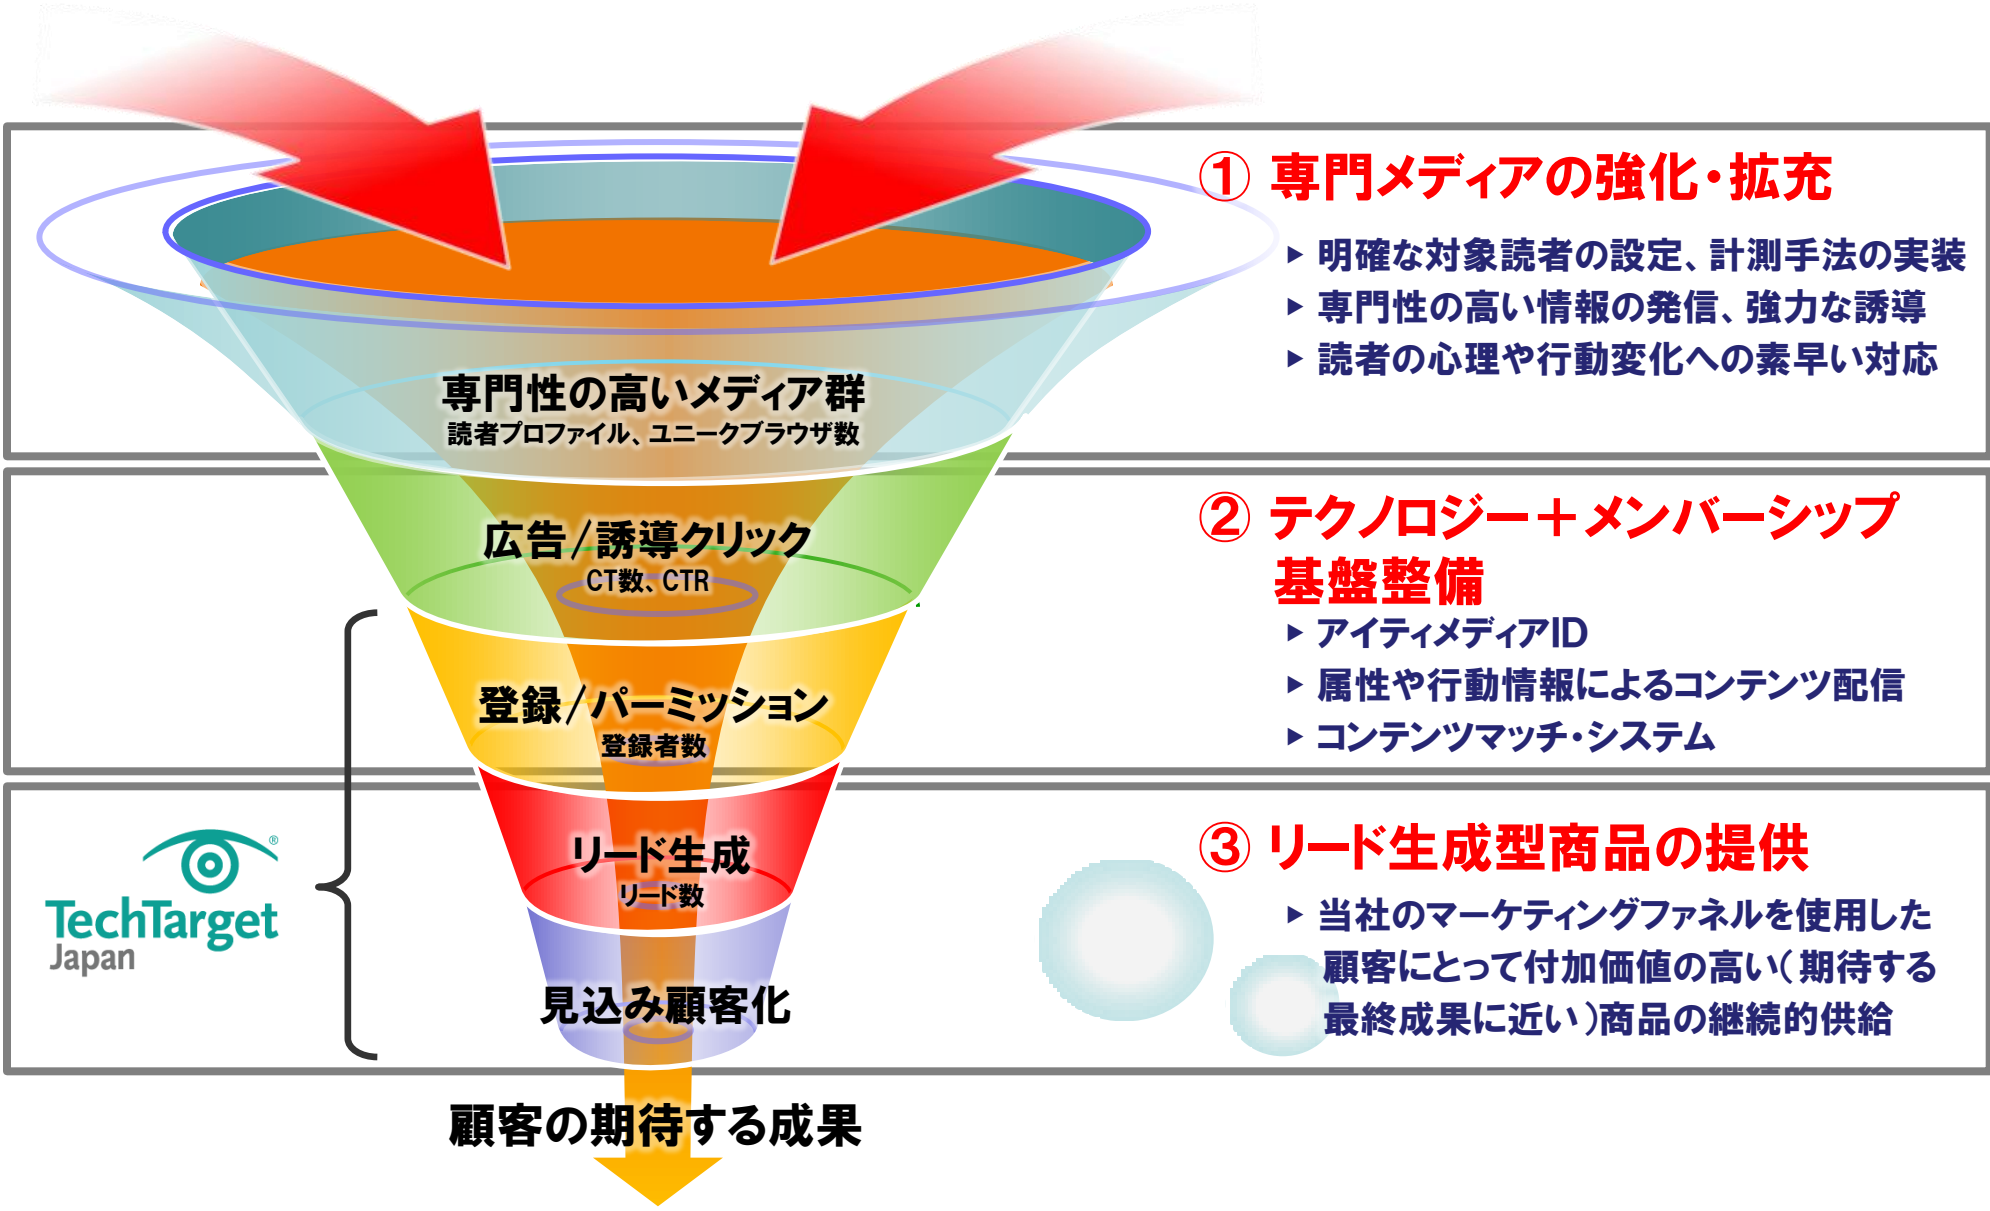 ① 専門メディアの強化・拡充
▶ 明確な対象読者の設定、計測手法の実装
▶ 専門性の高い情報の発信、強力な誘導
▶ 読者の心理や行動変化への素早い対応
専門性の高いメディア群
読者プロファイル、ユニークブラウザ数
② テクノロジー＋メンバーシップ
基盤整備
▶ アイティメディアID
▶ 属性や行動情報によるコンテンツ配信
▶ コンテンツマッチ・システム
広告/誘導クリック
CT数、CTR
登録/パーミッション
登録者数
③ リード生成型商品の提供
▶ 当社のマーケティングファネルを使用した
顧客にとって付加価値の高い（期待する
最終成果に近い）商品の継続的供給
リード生成
リード数
見込み顧客化
®
TechTarget
Japan
顧客の期待する成果